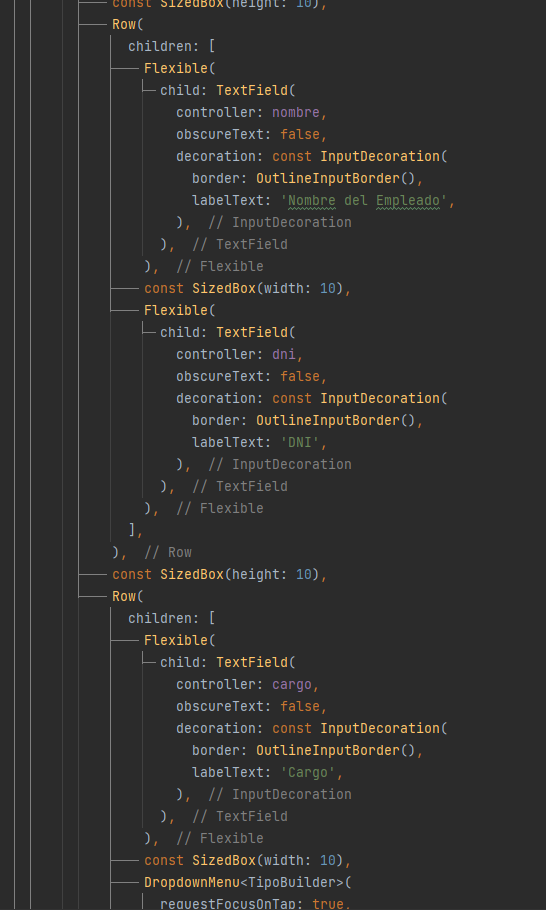 const SizedBox(height: 10),
Row(
children: [
Flexible(
child: TextField(
controller: nombre,
obscureText: false,
decoration: const InputDecoration(
border: OutlineInputBorder(),
labelText: 'Nombre del Empleado',
), // InputDecoration
), // TextField
), // Flexible
const SizedBox(width: 10),
Flexible(
child: TextField(
controller: dni,
obscureText: false,
decoration: const InputDecoration(
border: OutlineInputBorder(),
labelText: 'DNI',
), // InputDecoration
), // TextField
), // Flexible
],
), // Row
const SizedBox(height: 10),
Row(
children: [
Flexible(
child: TextField(
controller: cargo,
obscureText: false,
decoration: const InputDecoration(
border: OutlineInputBorder(),
labelText: 'Cargo',
), // InputDecoration
), // TextField
), // Flexible
const SizedBox(width: 10),
DropdownMenu<TipoBuilder>(
requestFocusOnTap: true,